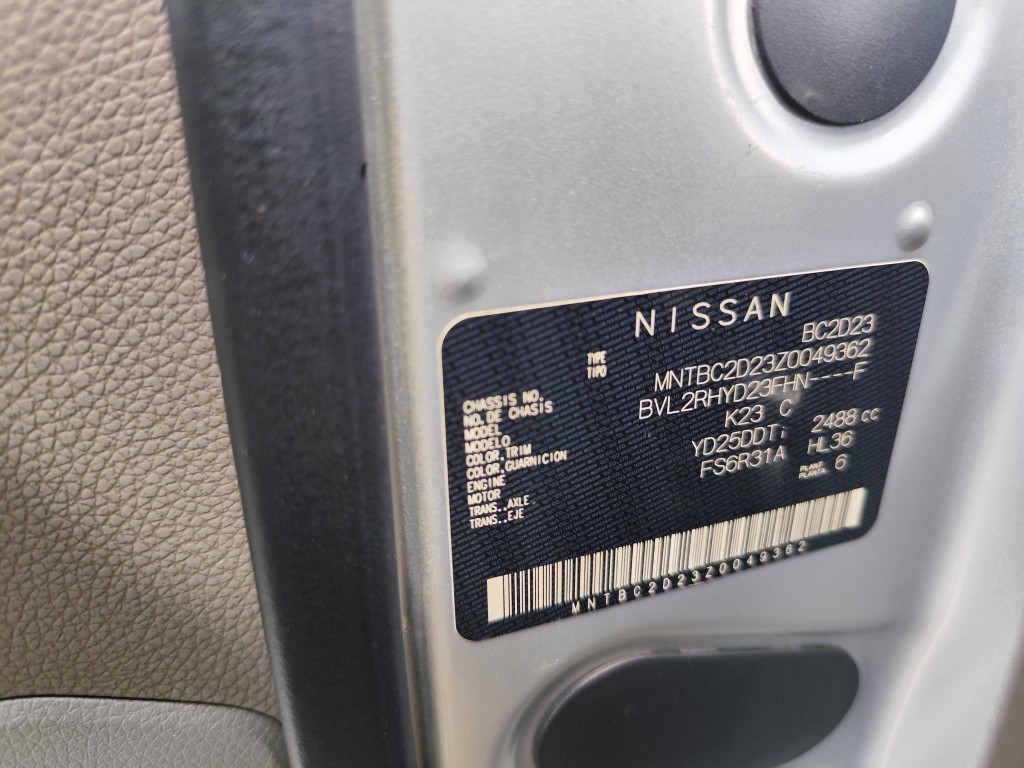 NISSAN
TYPE BC2D23
TIPO
CHASSIS NO. MNTBC2D23Z0049362
NO. DE CHASIS
MODEL BVL2RHYD23FHN----F
MODELO
COLOR, TRIM K23 C
COLOR, GUARNICION
ENGINE YD25DDTi 2488 cc
MOTOR
TRANS., AXLE FS6R31A HL36
TRANS., EJE
PLANT 6
PLANTA
MNTBC2D23Z0049362